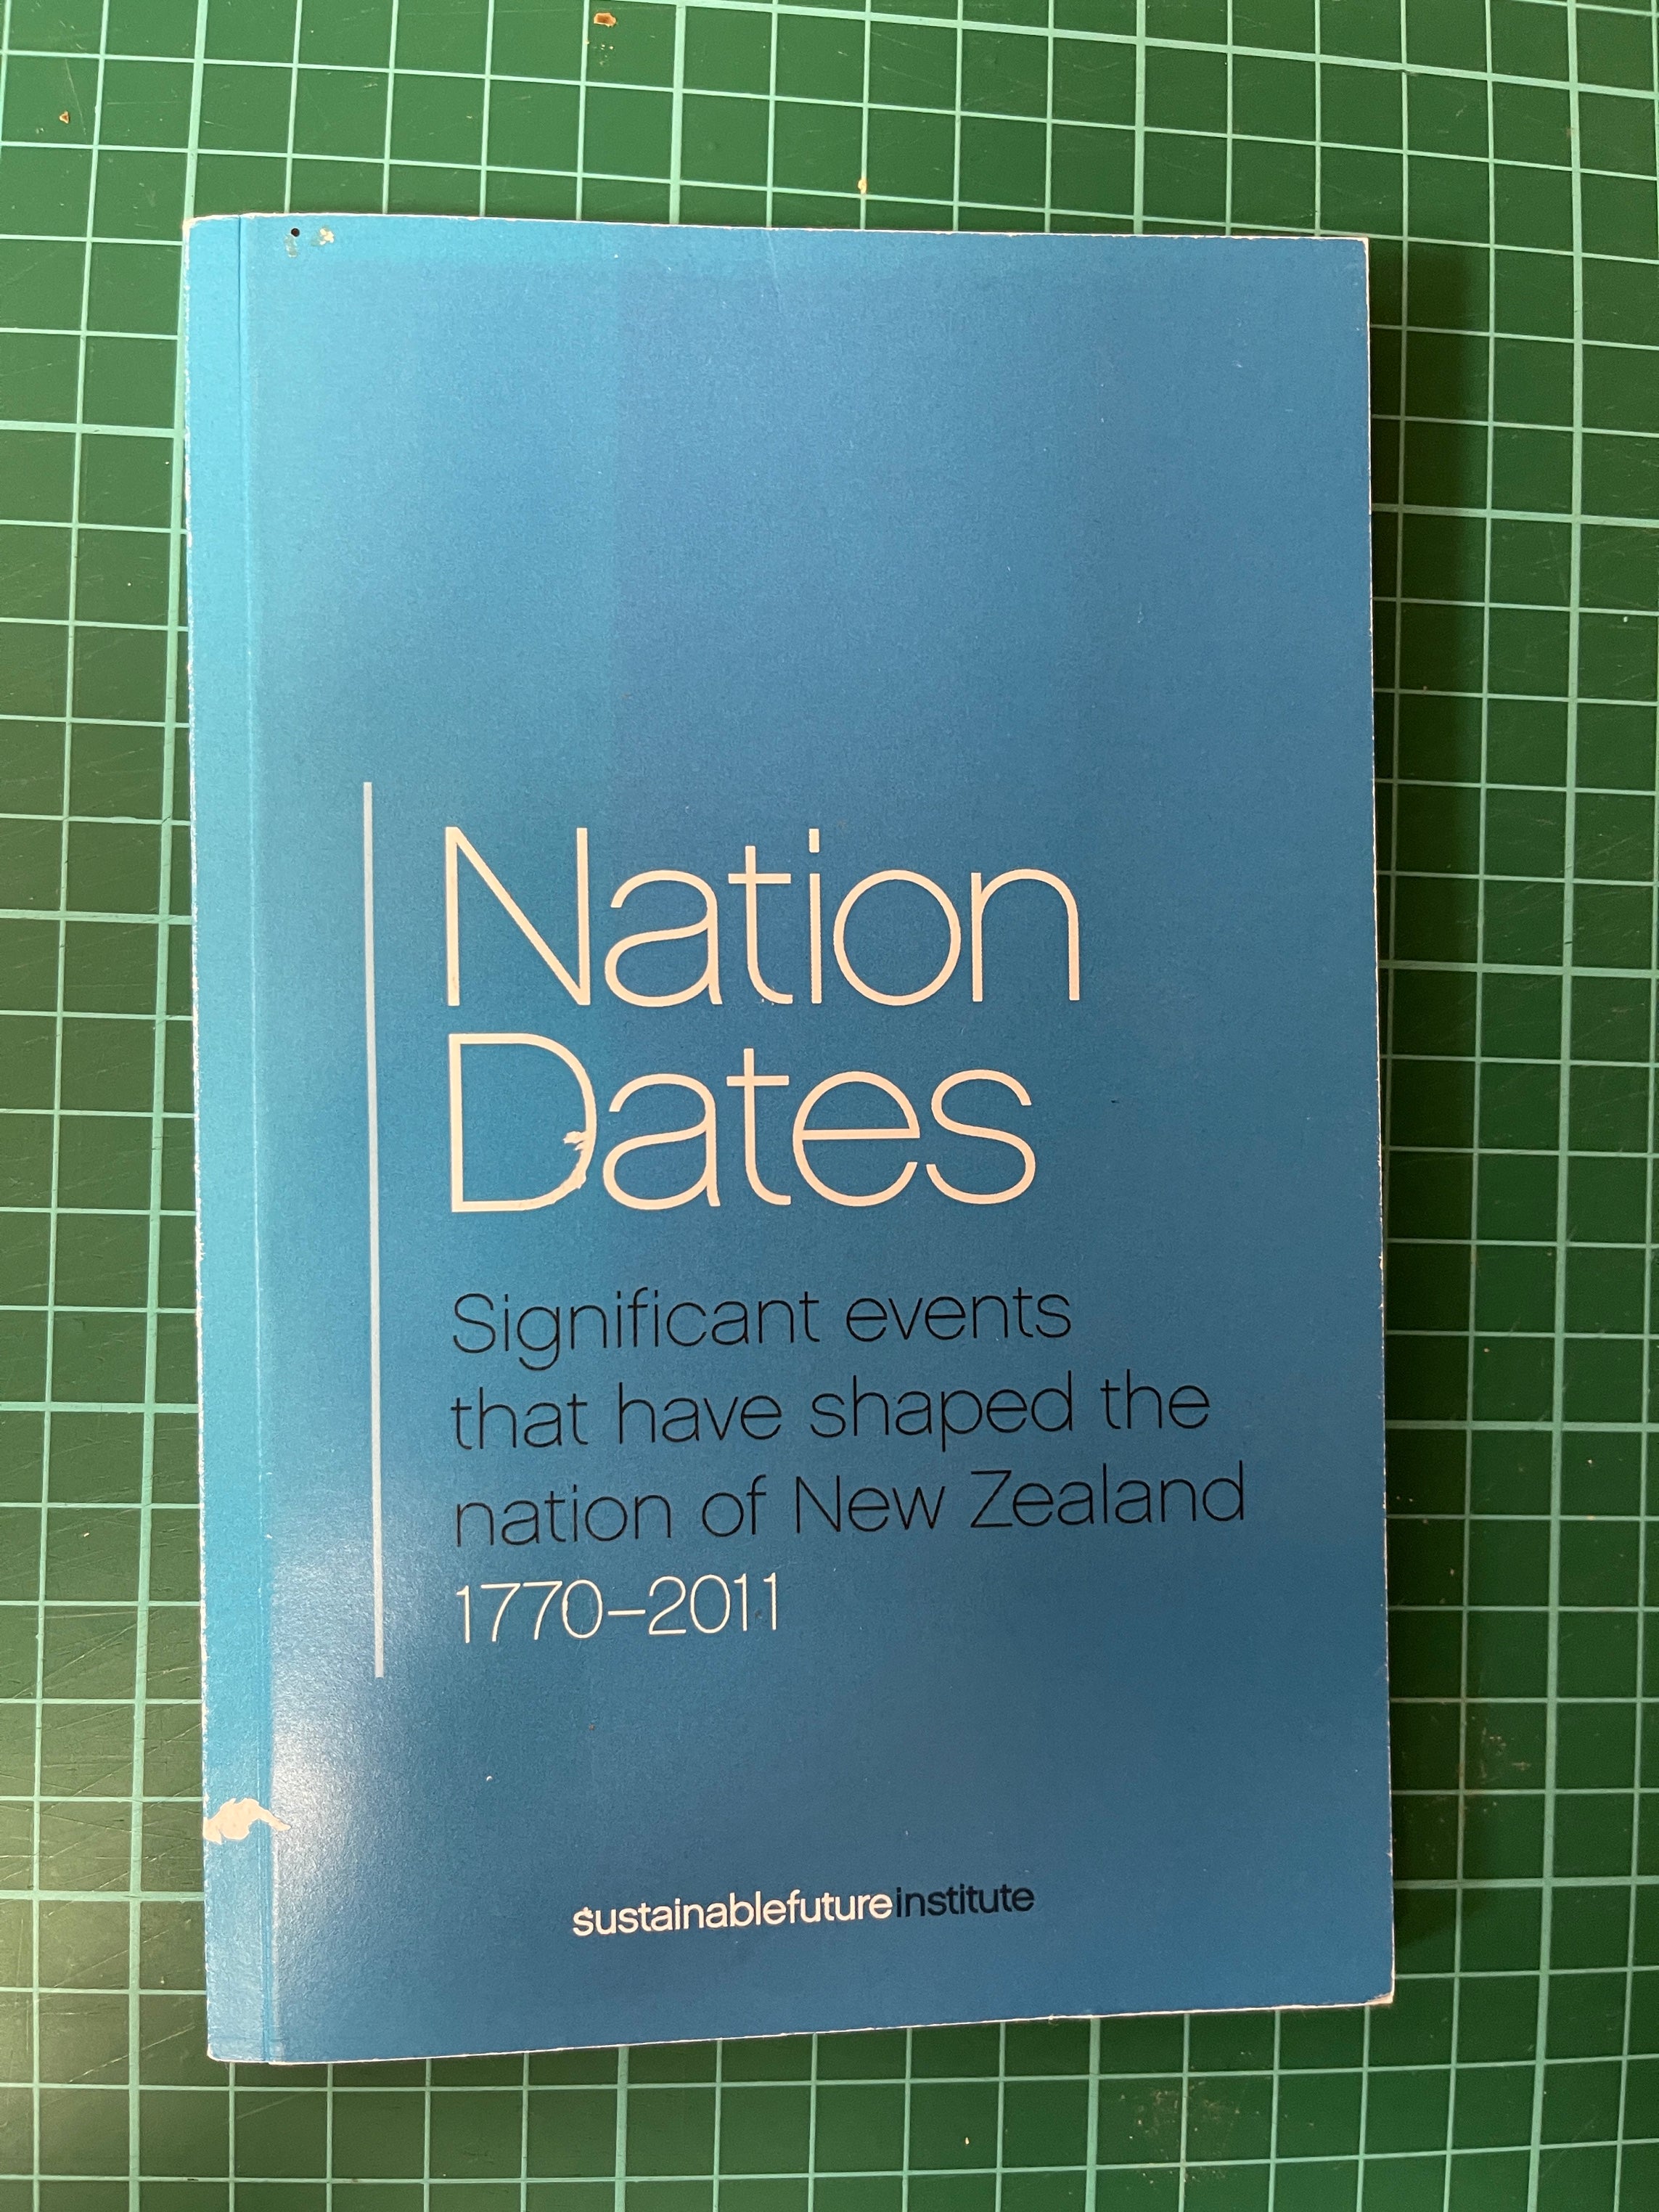 Nation
Dates
Significant events
that have shaped the
nation of New Zealand
1770–2011
sustainablefutureinstitute